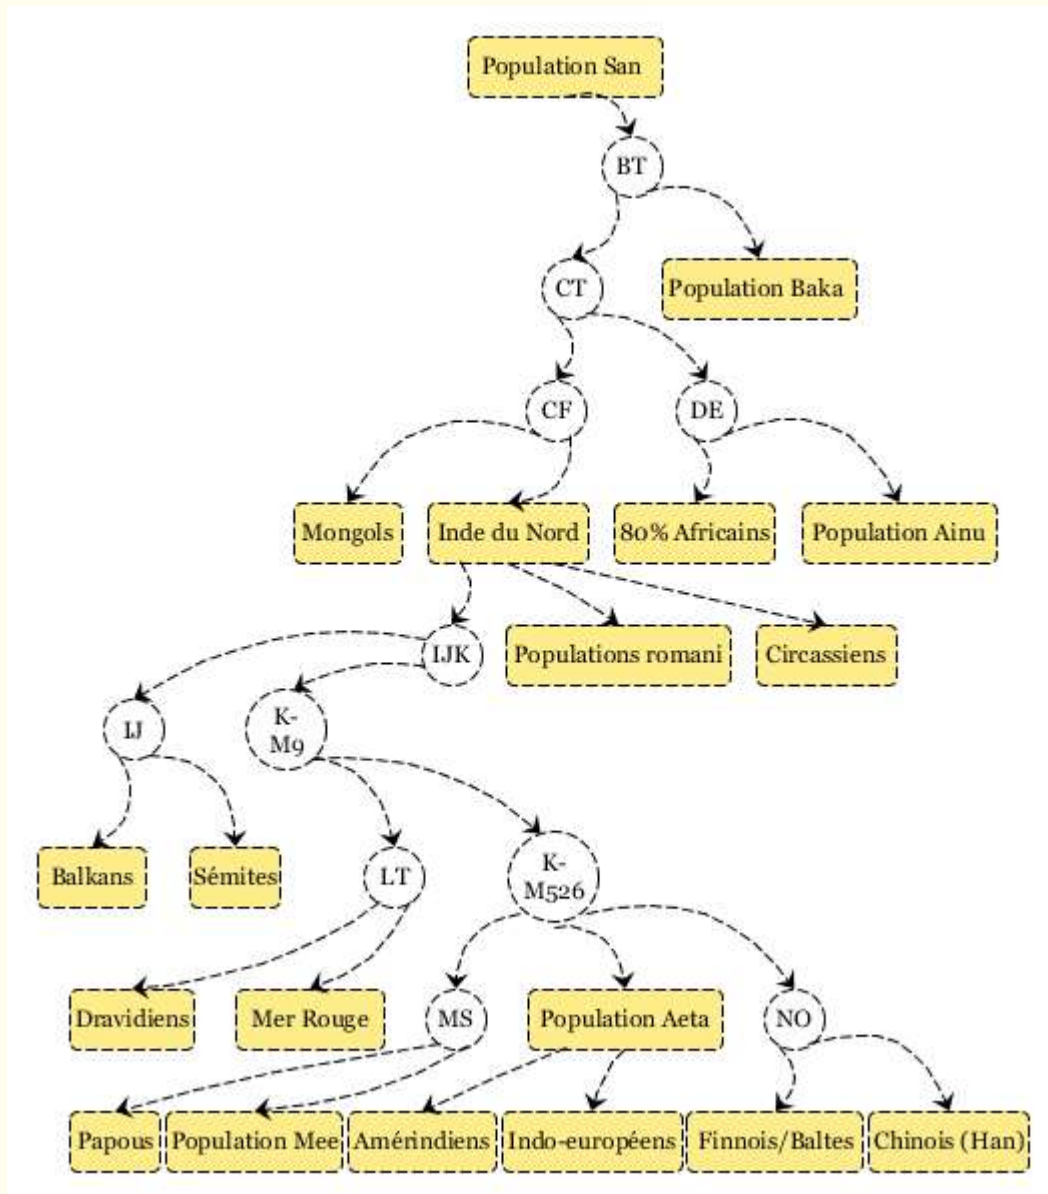 Population San
BT
CT
Population Baka
CF
DE
Mongols
Inde du Nord
80% Africains
Population Ainu
IJK
Populations romani
Circassiens
IJ
K-
M9
Balkans
Sémites
LT
K-
M526
Dravidiens
Mer Rouge
MS
Population Aeta
NO
Papous
Population Mee
Amérindiens
Indo-européens
Finnois/Baltes
Chinois (Han)